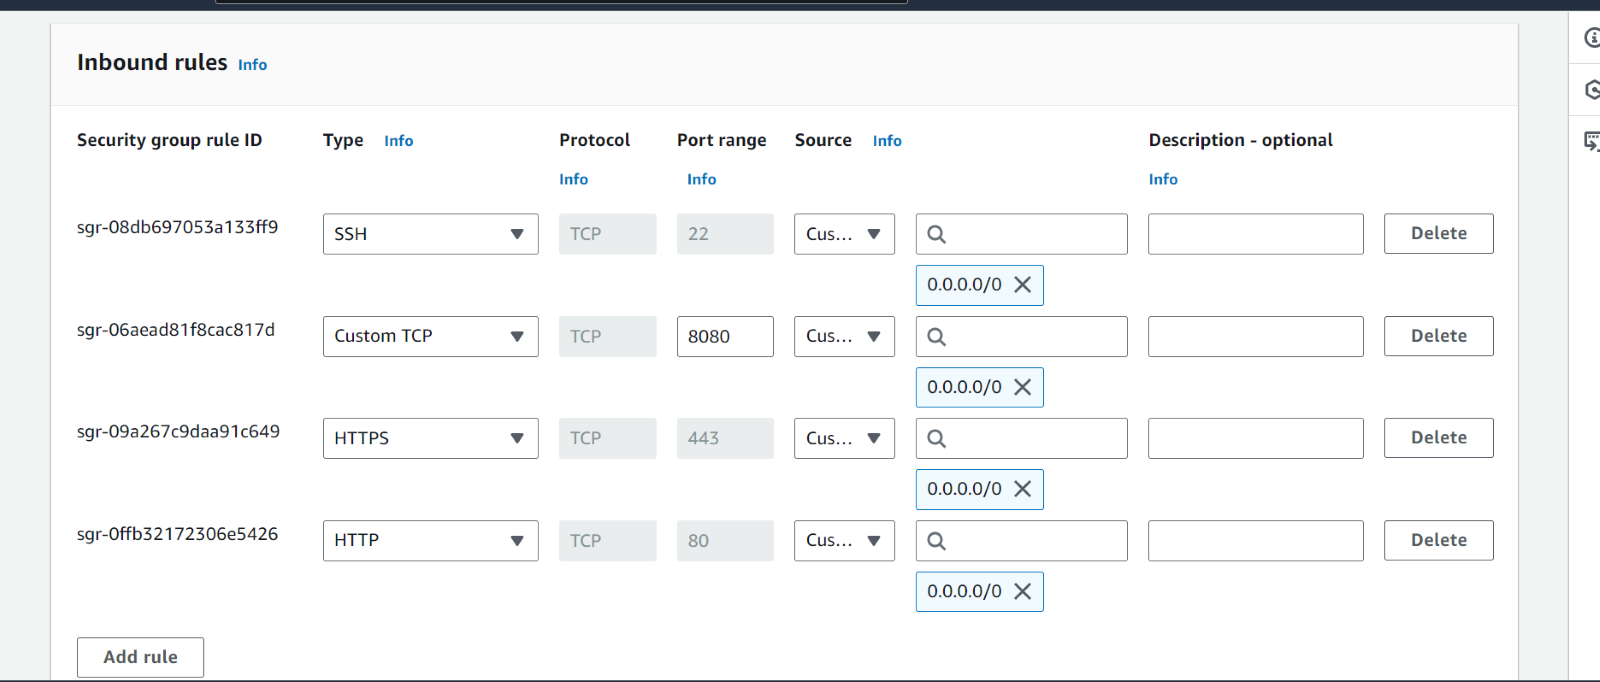 Inbound rules Info
Security group rule ID Type Info Protocol Port range Source Info Description - optional
Info Info Info
sgr-08db697053a133ff9 SSH TCP 22 Cus... Delete
0.0.0.0/0
sgr-06aead81f8cac817d Custom TCP TCP 8080 Cus... Delete
0.0.0.0/0
sgr-09a267c9daa91c649 HTTPS TCP 443 Cus... Delete
0.0.0.0/0
sgr-0ffb32172306e5426 HTTP TCP 80 Cus... Delete
0.0.0.0/0
Add rule